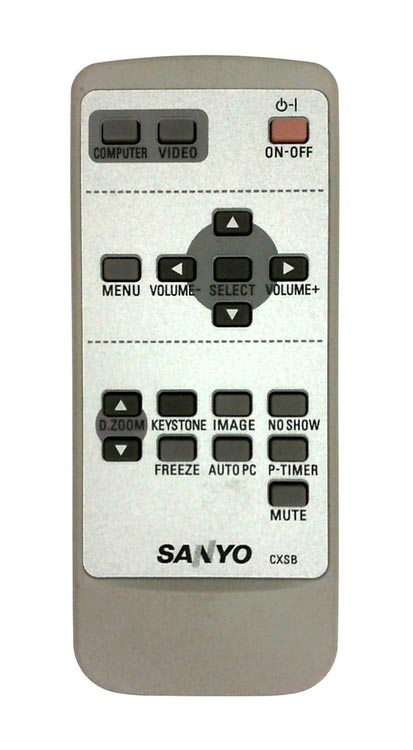 ON-OFF
COMPUTER VIDEO
MENU VOLUME- SELECT VOLUME+
D.ZOOM KEYSTONE IMAGE NO SHOW
FREEZE AUTO PC P-TIMER
MUTE
SANYO CXSB